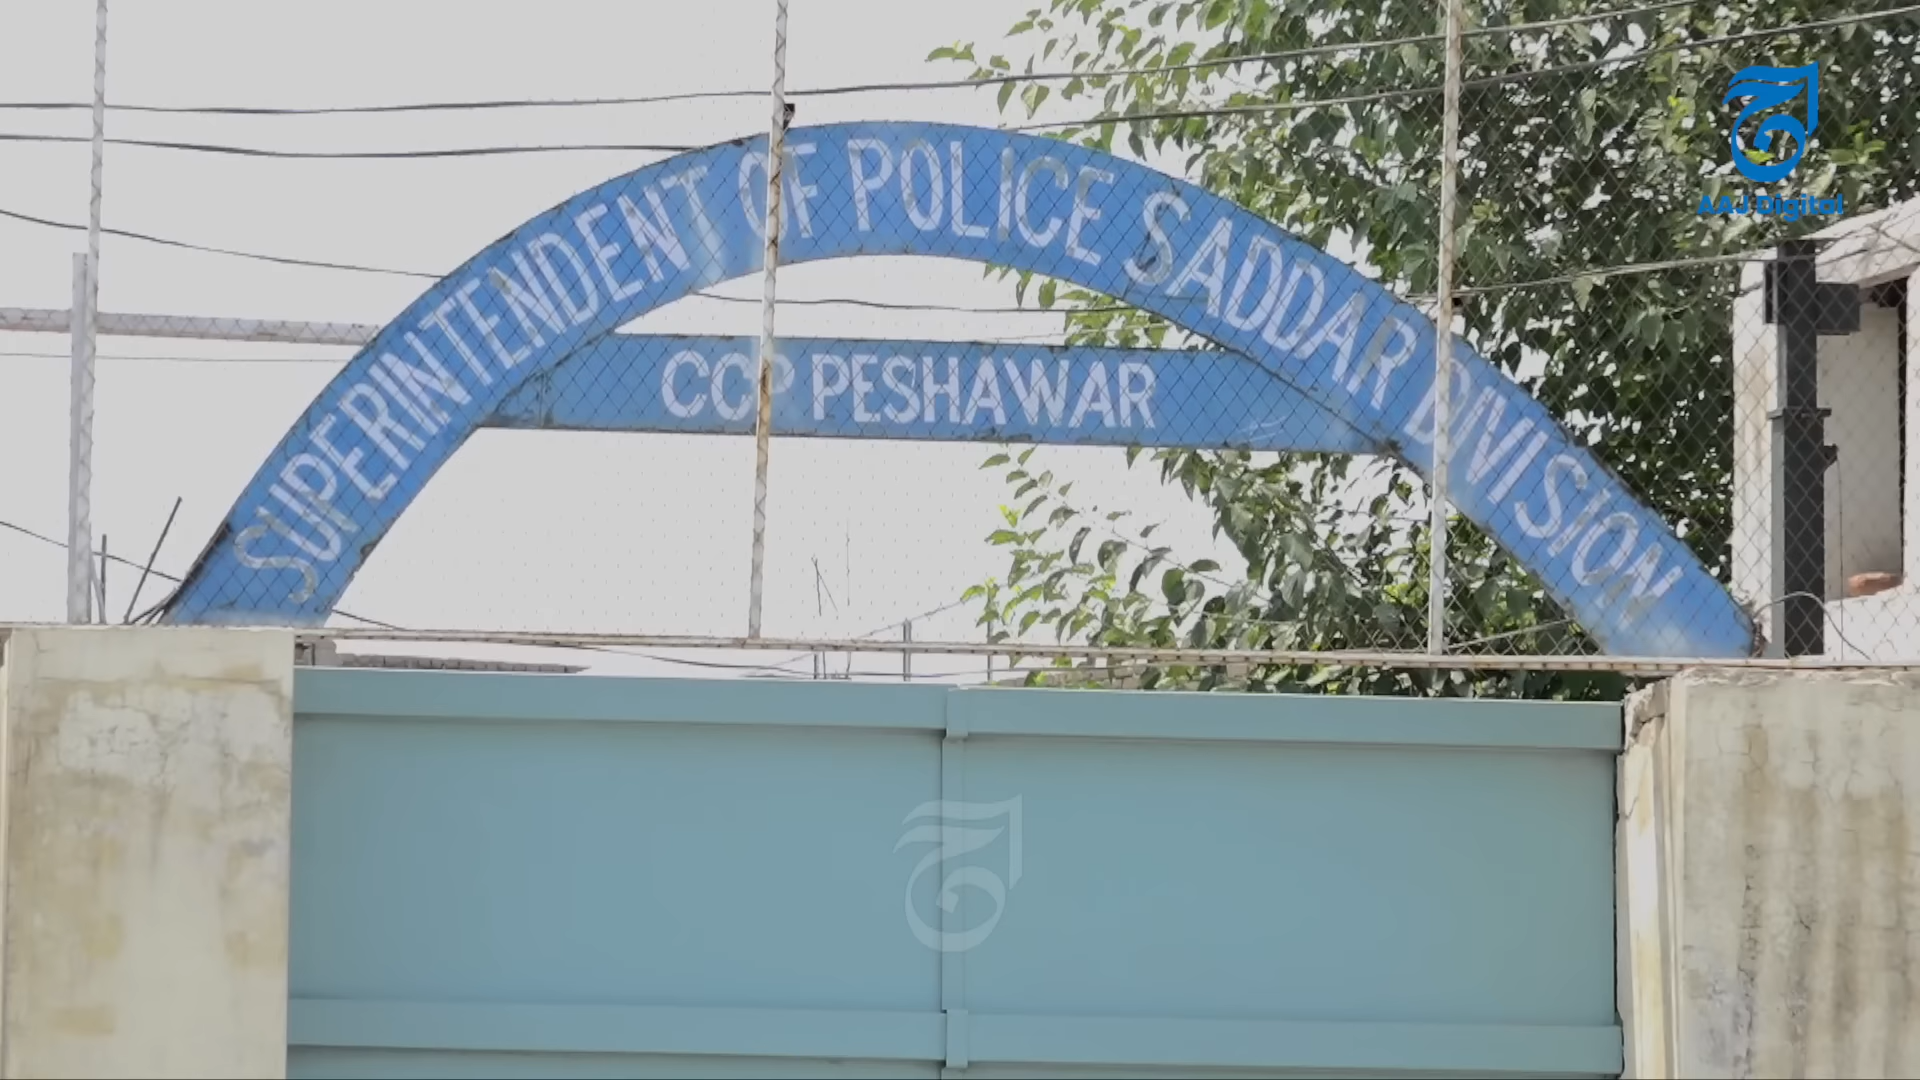 SUPERINTENDENT OF POLICE SADDAR DIVISION
CCP PESHAWAR
AAJ Digital